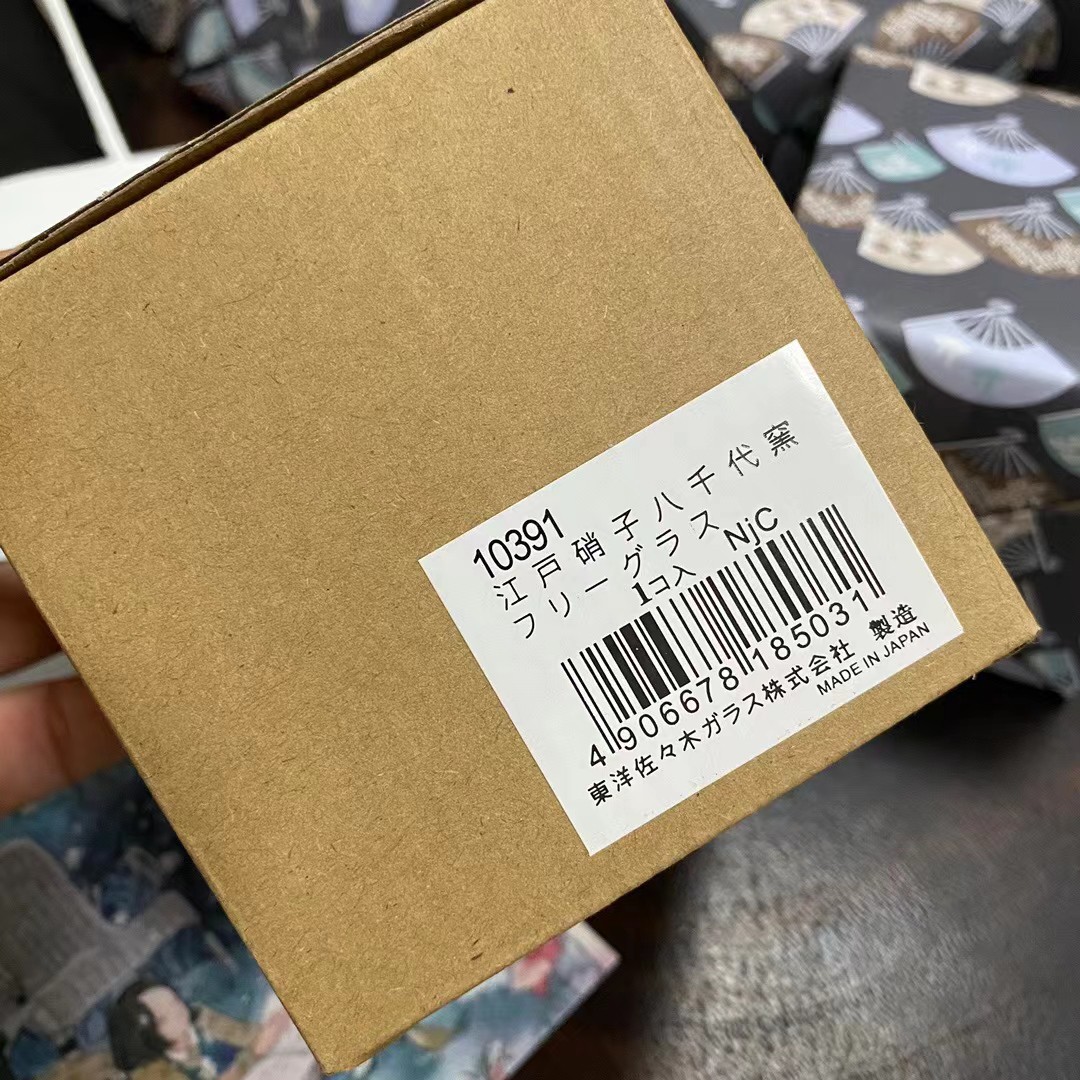 10391
江戸硝子八千代窯
フリーグラス
1コ入 NjC
4906678185031
東洋佐々木ガラス株式会社 製造
MADE IN JAPAN